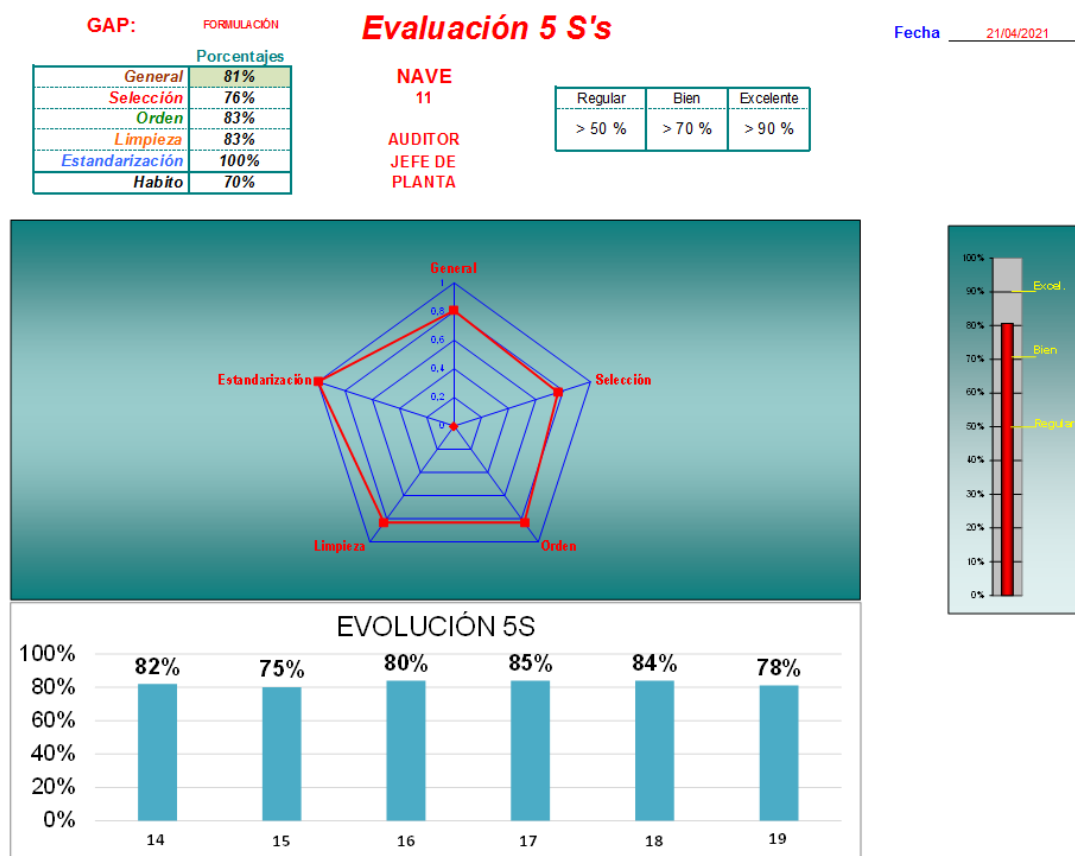 GAP: FORMULACIÓN Evaluación 5 S's Fecha 21/04/2021
Porcentajes
General 81%
Selección 76%
Orden 83%
Limpieza 83%
Estandarización 100%
Habito 70%
NAVE
11
AUDITOR
JEFE DE
PLANTA
Regular Bien Excelente
> 50 % > 70 % > 90 %
General
1
0,8
0,6
0,4
0,2
0
Selección
Orden
Limpieza
Estandarización
100%
90%
80%
70%
60%
50%
40%
30%
20%
10%
0%
Excel.
Bien
Regular
EVOLUCIÓN 5S
100%
80%
60%
40%
20%
0%
82% 75% 80% 85% 84% 78%
14 15 16 17 18 19